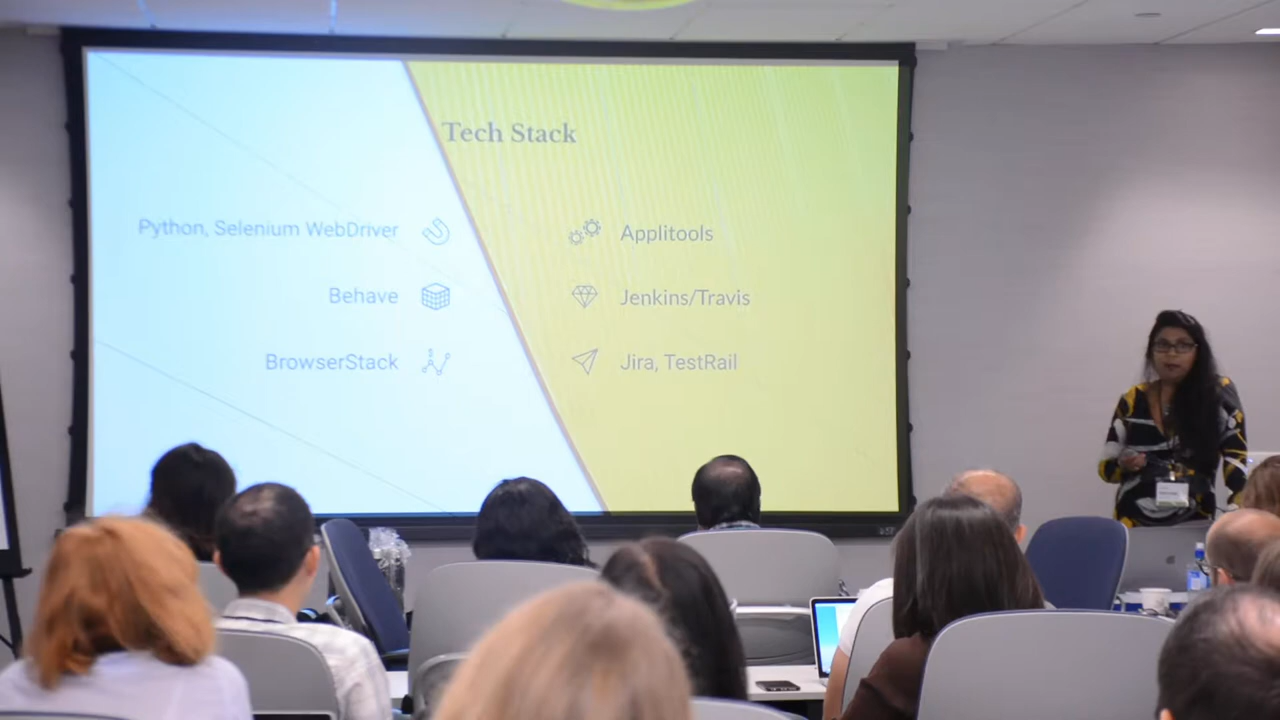 Tech Stack
Python, Selenium WebDriver
Behave
BrowserStack
Applitools
Jenkins/Travis
Jira, TestRail